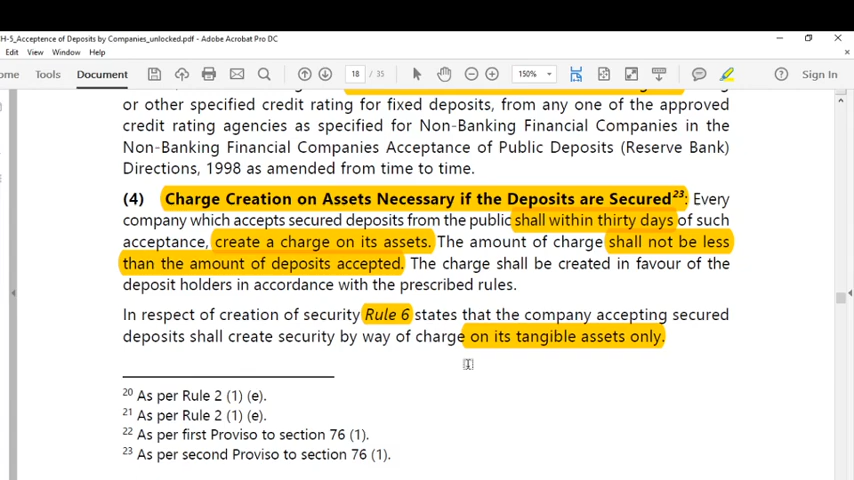 H-5_Acceptence of Deposits by Companies_unlocked.pdf - Adobe Acrobat Pro DC
Edit View Window Help
ome Tools Document 18 / 35 150% Sign In
or other specified credit rating for fixed deposits, from any one of the approved
credit rating agencies as specified for Non-Banking Financial Companies in the
Non-Banking Financial Companies Acceptance of Public Deposits (Reserve Bank)
Directions, 1998 as amended from time to time.
(4) Charge Creation on Assets Necessary if the Deposits are Secured23: Every
company which accepts secured deposits from the public shall within thirty days of such
acceptance, create a charge on its assets. The amount of charge shall not be less
than the amount of deposits accepted. The charge shall be created in favour of the
deposit holders in accordance with the prescribed rules.
In respect of creation of security Rule 6 states that the company accepting secured
deposits shall create security by way of charge on its tangible assets only.
20 As per Rule 2 (1) (e).
21 As per Rule 2 (1) (e).
22 As per first Proviso to section 76 (1).
23 As per second Proviso to section 76 (1).